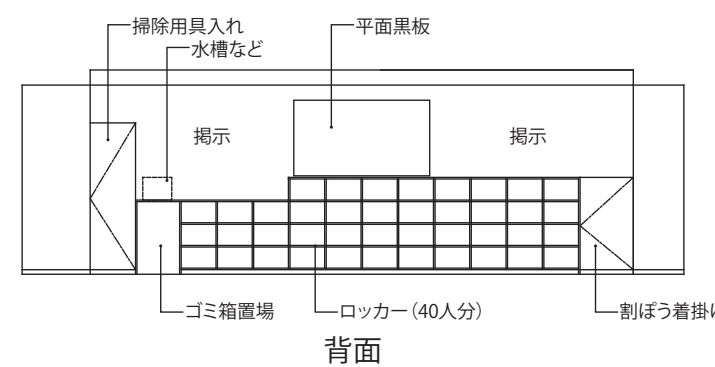 掃除用具入れ
平面黒板
水槽など
掲示
掲示
ゴミ箱置場
ロッカー（40人分）
割ぽう着掛け
背面